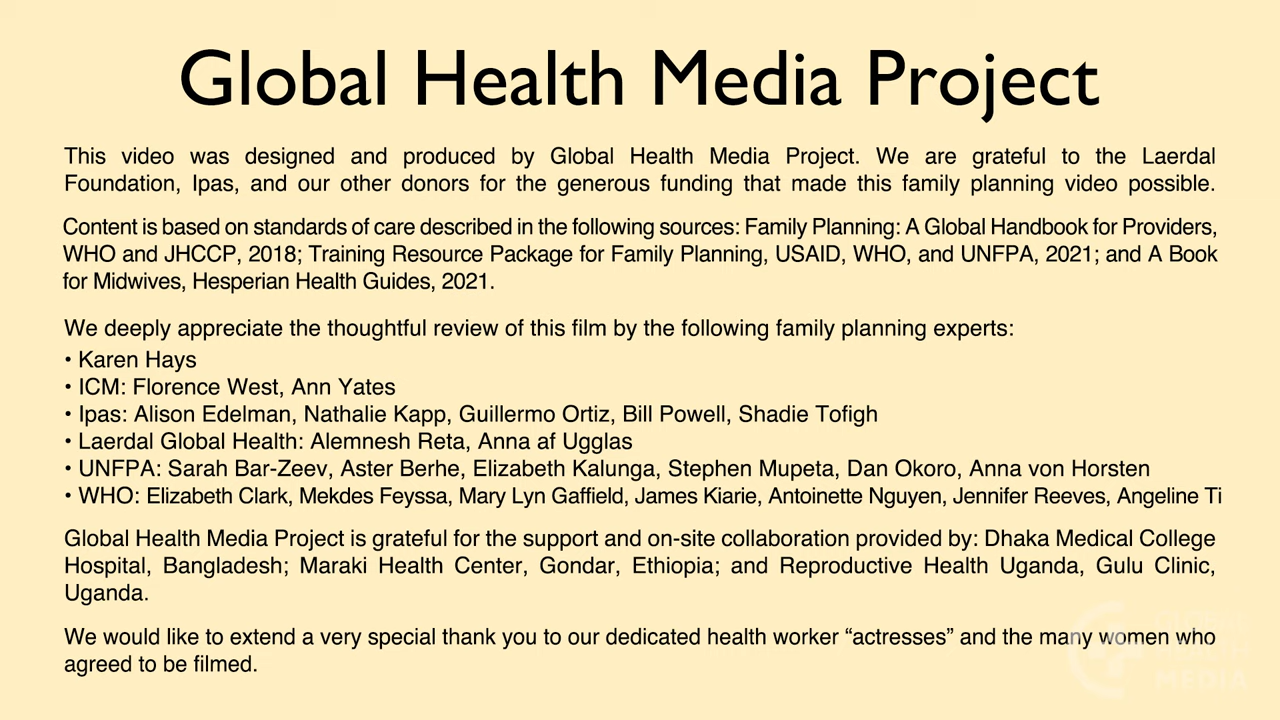 Global Health Media Project
This video was designed and produced by Global Health Media Project. We are grateful to the Laerdal
Foundation, Ipas, and our other donors for the generous funding that made this family planning video possible.
Content is based on standards of care described in the following sources: Family Planning: A Global Handbook for Providers,
WHO and JHCCP, 2018; Training Resource Package for Family Planning, USAID, WHO, and UNFPA, 2021; and A Book
for Midwives, Hesperian Health Guides, 2021.
We deeply appreciate the thoughtful review of this film by the following family planning experts:
• Karen Hays
• ICM: Florence West, Ann Yates
• Ipas: Alison Edelman, Nathalie Kapp, Guillermo Ortiz, Bill Powell, Shadie Tofigh
• Laerdal Global Health: Alemnesh Reta, Anna af Ugglas
• UNFPA: Sarah Bar-Zeev, Aster Berhe, Elizabeth Kalunga, Stephen Mupeta, Dan Okoro, Anna von Horsten
• WHO: Elizabeth Clark, Mekdes Feyssa, Mary Lyn Gaffield, James Kiarie, Antoinette Nguyen, Jennifer Reeves, Angeline Ti
Global Health Media Project is grateful for the support and on-site collaboration provided by: Dhaka Medical College
Hospital, Bangladesh; Maraki Health Center, Gondar, Ethiopia; and Reproductive Health Uganda, Gulu Clinic,
Uganda.
We would like to extend a very special thank you to our dedicated health worker “actresses” and the many women who
agreed to be filmed.
GLOBAL
HEALTH
MEDIA